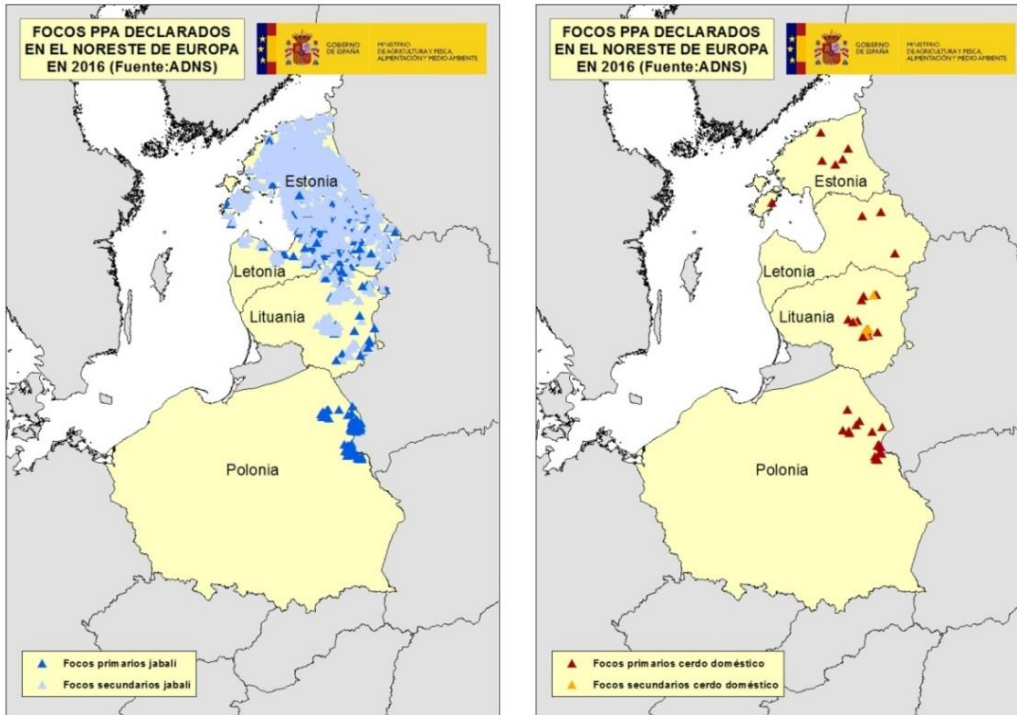 FOCOS PPA DECLARADOS
EN EL NORESTE DE EUROPA
EN 2016 (Fuente:ADNS)
GOBIERNO
DE ESPAÑA
MINISTERIO
DE AGRICULTURA Y PESCA,
ALIMENTACIÓN Y MEDIO AMBIENTE
Estonia
Letonia
Lituania
Polonia
Focos primarios jabalí
Focos secundarios jabalí
FOCOS PPA DECLARADOS
EN EL NORESTE DE EUROPA
EN 2016 (Fuente:ADNS)
GOBIERNO
DE ESPAÑA
MINISTERIO
DE AGRICULTURA Y PESCA,
ALIMENTACIÓN Y MEDIO AMBIENTE
Estonia
Letonia
Lituania
Polonia
Focos primarios cerdo doméstico
Focos secundarios cerdo doméstico